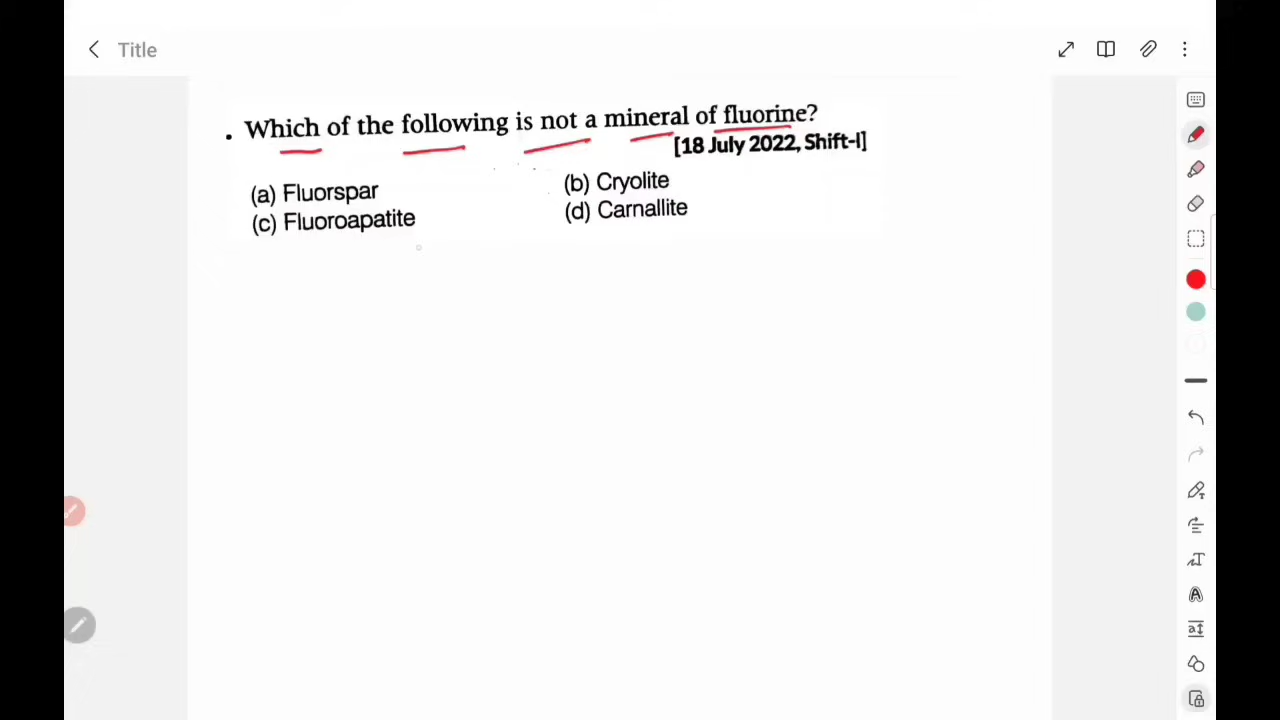 Title
. Which of the following is not a mineral of fluorine?
[18 July 2022, Shift-I]
(a) Fluorspar (b) Cryolite
(c) Fluoroapatite (d) Carnallite